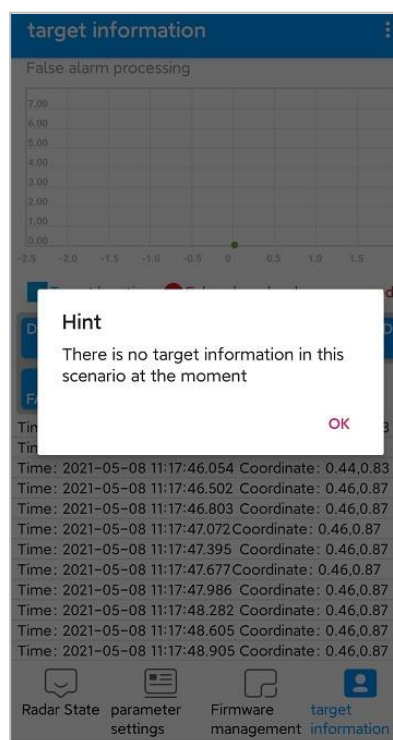 target information
False alarm processing
7.00
6.00
5.00
4.00
3.00
2.00
1.00
0.00
-2.5 -2.0 -1.5 -1.0 -0.5 0 0.5 1.0 1.5
Hint
There is no target information in this
scenario at the moment
OK
Time: 2021-05-08 11:17:46.054 Coordinate: 0.44,0.83
Time: 2021-05-08 11:17:46.502 Coordinate: 0.46,0.87
Time: 2021-05-08 11:17:46.803 Coordinate: 0.46,0.87
Time: 2021-05-08 11:17:47.072 Coordinate: 0.46,0.87
Time: 2021-05-08 11:17:47.395 Coordinate: 0.46,0.87
Time: 2021-05-08 11:17:47.677 Coordinate: 0.46,0.87
Time: 2021-05-08 11:17:47.986 Coordinate: 0.46,0.87
Time: 2021-05-08 11:17:48.282 Coordinate: 0.46,0.87
Time: 2021-05-08 11:17:48.605 Coordinate: 0.46,0.87
Time: 2021-05-08 11:17:48.905 Coordinate: 0.46,0.87
Radar State parameter settings Firmware management target information